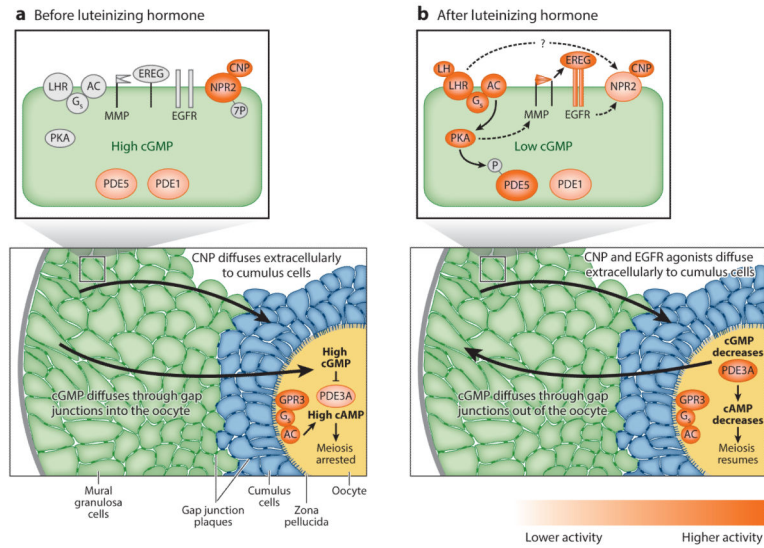 a Before luteinizing hormone
LHR
AC
Gs
MMP
EREG
EGFR
CNP
NPR2
7P
PKA
High cGMP
PDE5
PDE1
CNP diffuses extracellularly
to cumulus cells
cGMP diffuses through gap
junctions into the oocyte
High
cGMP
PDE3A
High cAMP
Meiosis
arrested
GPR3
Gs
AC
Mural
granulosa
cells
Gap junction
plaques
Cumulus
cells
Zona
pellucida
Oocyte
b After luteinizing hormone
?
LH
LHR
AC
Gs
MMP
EREG
EGFR
CNP
NPR2
PKA
P
Low cGMP
PDE5
PDE1
CNP and EGFR agonists diffuse
extracellularly to cumulus cells
cGMP diffuses through gap
junctions out of the oocyte
cGMP
decreases
PDE3A
cAMP
decreases
Meiosis
resumes
GPR3
Gs
AC
Lower activity
Higher activity